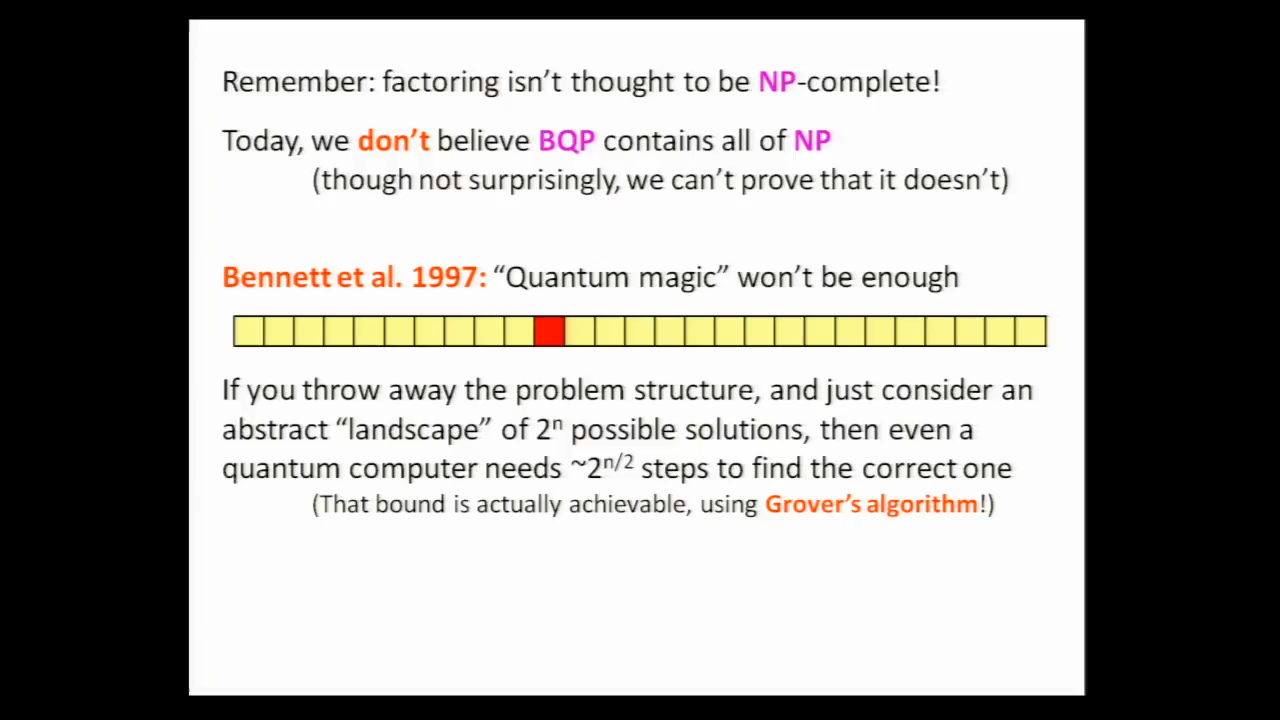 Remember: factoring isn’t thought to be NP-complete!
Today, we don’t believe BQP contains all of NP
(though not surprisingly, we can’t prove that it doesn’t)
Bennett et al. 1997: “Quantum magic” won’t be enough
If you throw away the problem structure, and just consider an
abstract “landscape” of 2ⁿ possible solutions, then even a
quantum computer needs ~2ⁿ/² steps to find the correct one
(That bound is actually achievable, using Grover’s algorithm!)